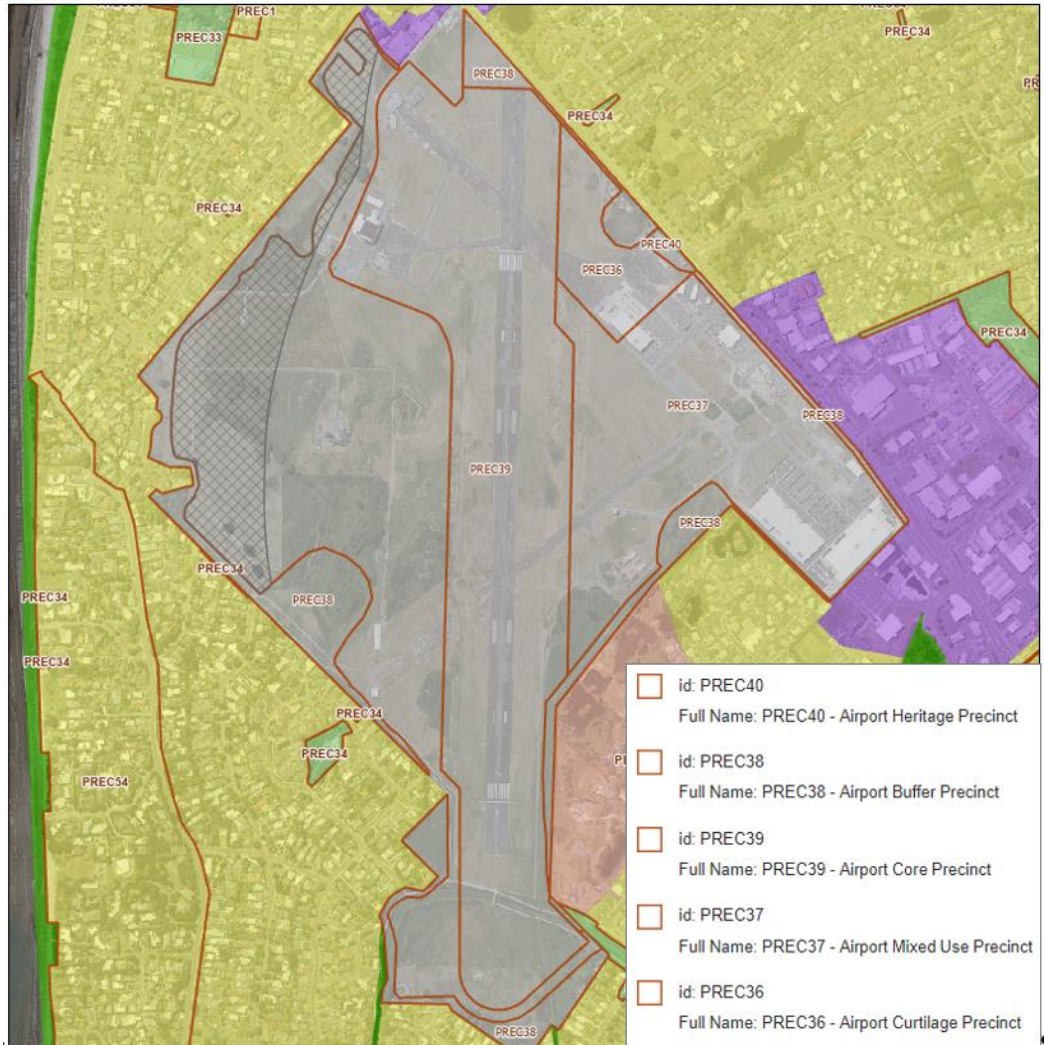 PREC1
PREC33
PREC34
PREC38
PREC34
PREC34
PREC40
PREC36
PREC34
PREC37
PREC38
PREC39
PREC38
PREC34
PREC38
PREC34
PREC34
PREC34
PREC34
PREC54
PREC38
id: PREC40
Full Name: PREC40 - Airport Heritage Precinct
id: PREC38
Full Name: PREC38 - Airport Buffer Precinct
id: PREC39
Full Name: PREC39 - Airport Core Precinct
id: PREC37
Full Name: PREC37 - Airport Mixed Use Precinct
id: PREC36
Full Name: PREC36 - Airport Curtilage Precinct